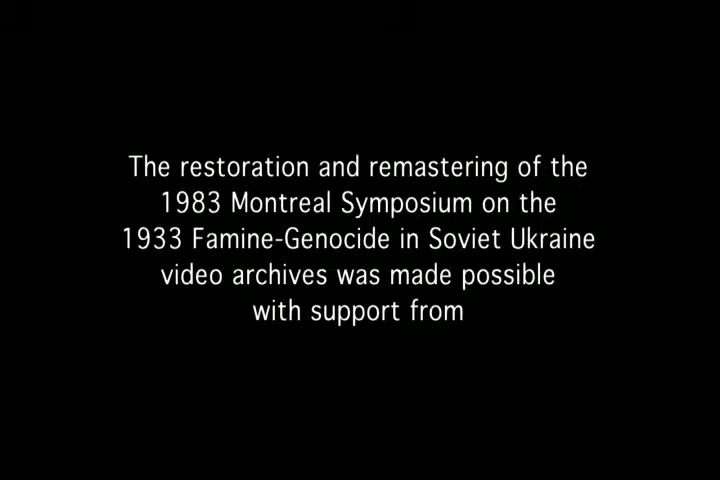 The restoration and remastering of the
1983 Montreal Symposium on the
1933 Famine-Genocide in Soviet Ukraine
video archives was made possible
with support from